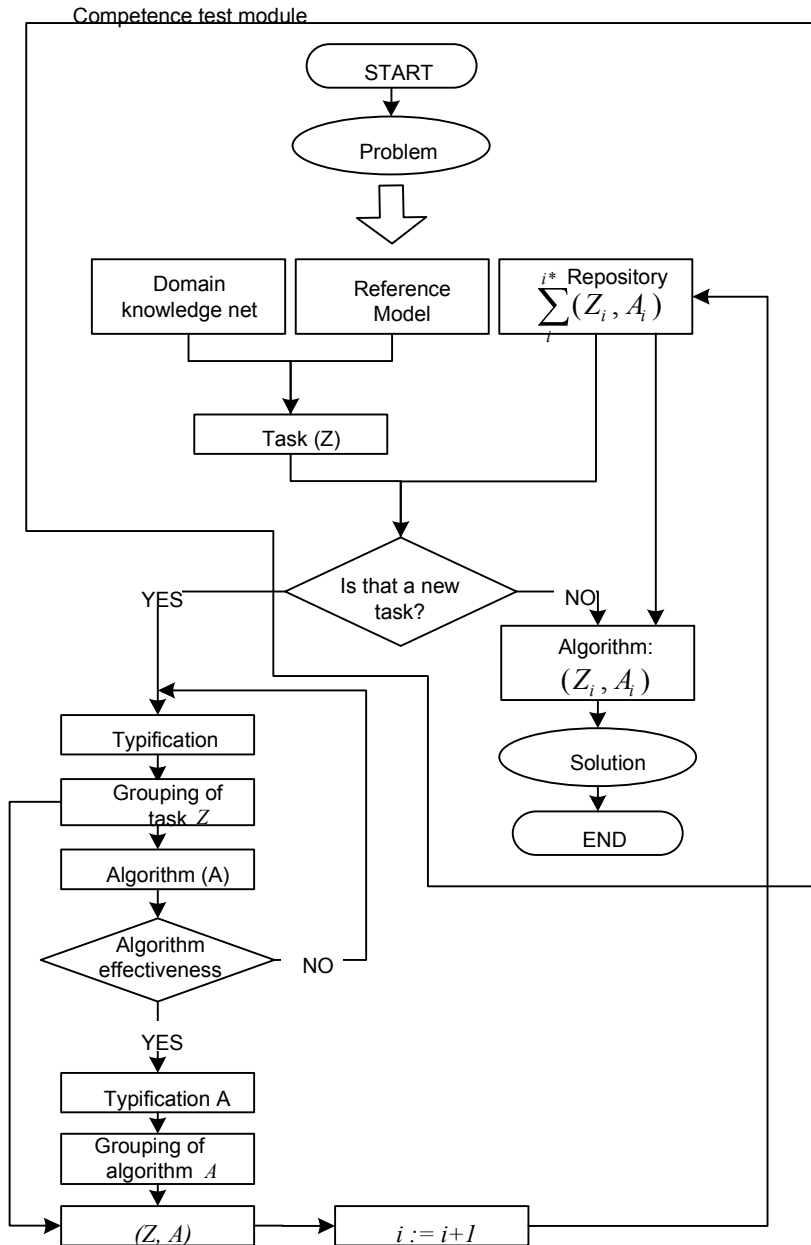 Competence test module
START
Problem
Domain
knowledge net
Reference
Model
i* Repository
∑(Z_i, A_i)
i
Task (Z)
Is that a new
task?
YES
NO
Algorithm:
(Z_i, A_i)
Typification
Solution
Grouping of
task Z
END
Algorithm (A)
Algorithm
effectiveness
NO
YES
Typification A
Grouping of
algorithm A
(Z, A)
i := i+1